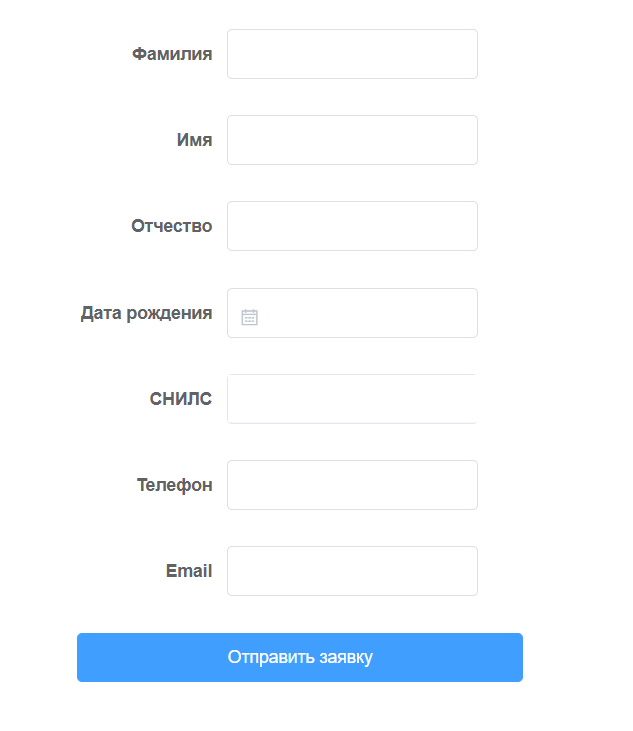 Фамилия
Имя
Отчество
Дата рождения
СНИЛС
Телефон
Email
Отправить заявку